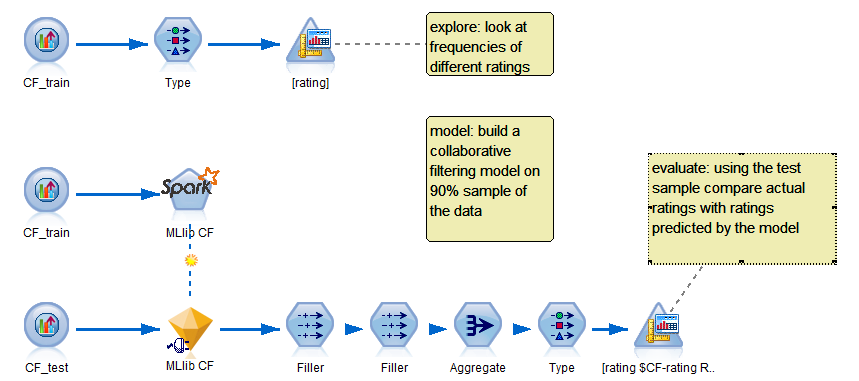 explore: look at
frequencies of
different ratings
CF_train
Type
[rating]
model: build a
collaborative
filtering model on
90% sample of
the data
evaluate: using the test
sample compare actual
ratings with ratings
predicted by the model
Spark
CF_train
MLlib CF
CF_test
MLlib CF
Filler
Filler
Aggregate
Type
[rating $CF-rating R..